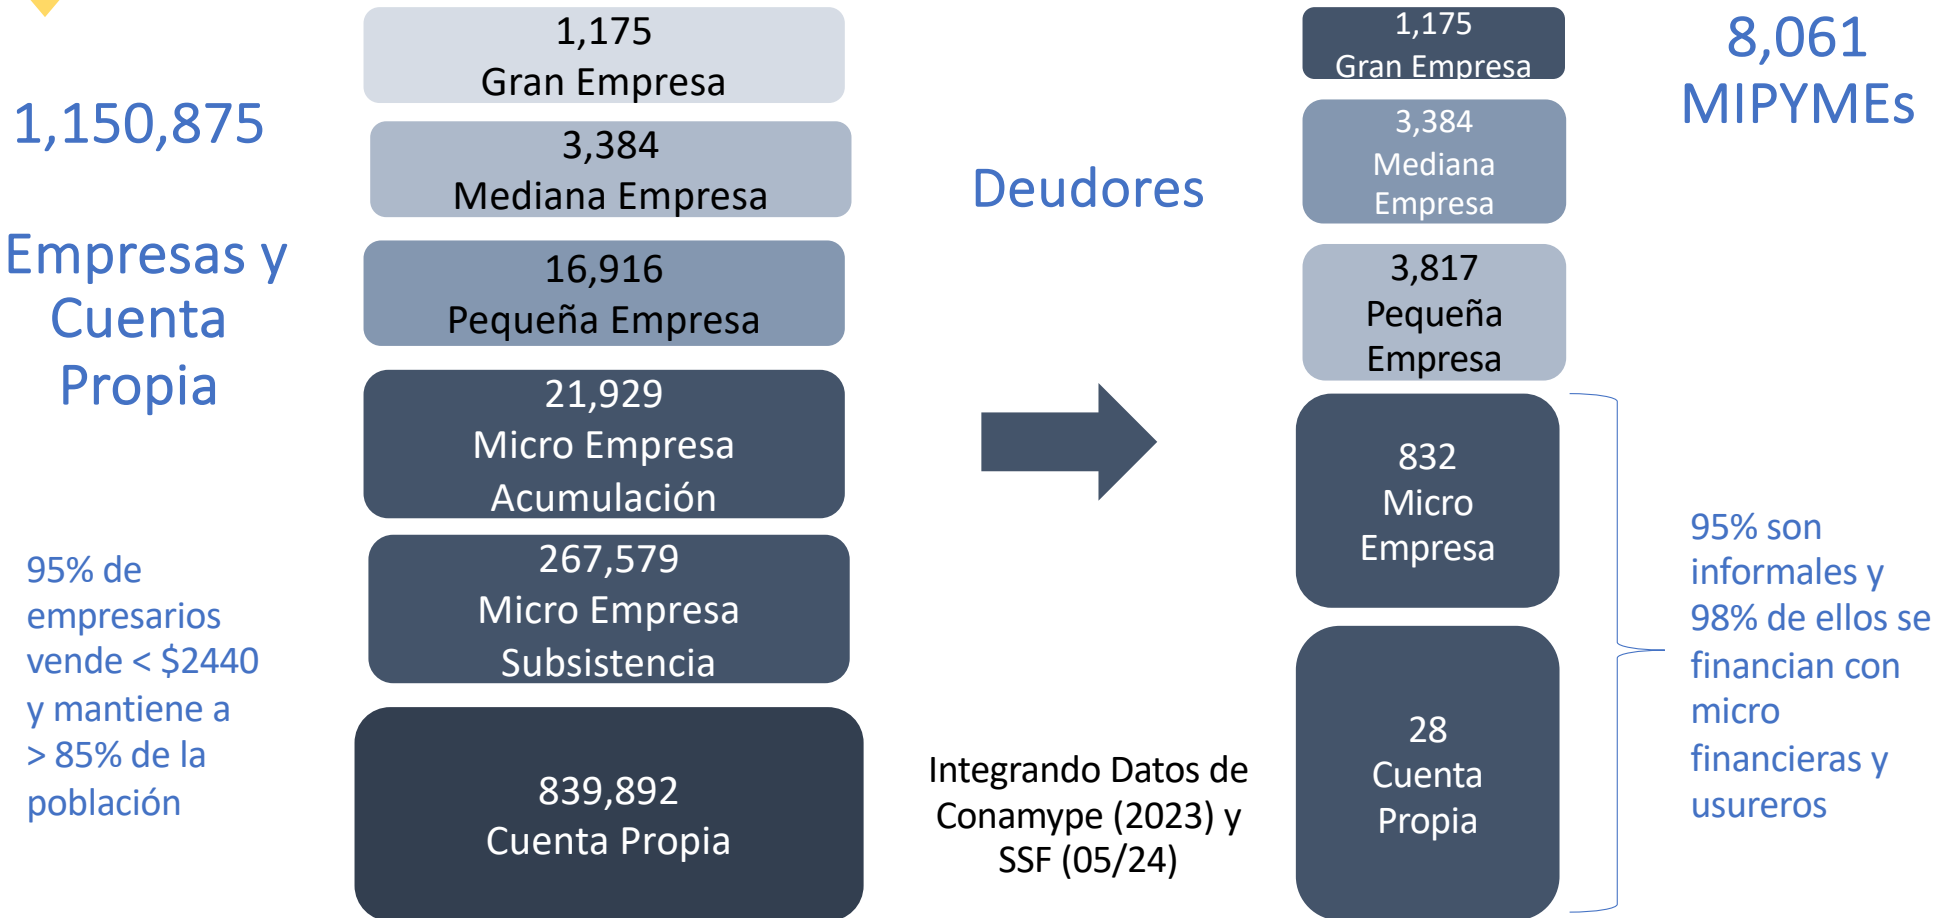 1,150,875
Empresas y
Cuenta
Propia
95% de
empresarios
vende < $2440
y mantiene a
> 85% de la
población
1,175
Gran Empresa
3,384
Mediana Empresa
16,916
Pequeña Empresa
21,929
Micro Empresa
Acumulación
267,579
Micro Empresa
Subsistencia
839,892
Cuenta Propia
Deudores
Integrando Datos de
Conamype (2023) y
SSF (05/24)
1,175
Gran Empresa
3,384
Mediana
Empresa
3,817
Pequeña
Empresa
832
Micro
Empresa
28
Cuenta
Propia
8,061
MIPYMEs
95% son
informales y
98% de ellos se
financian con
micro
financieras y
usureros